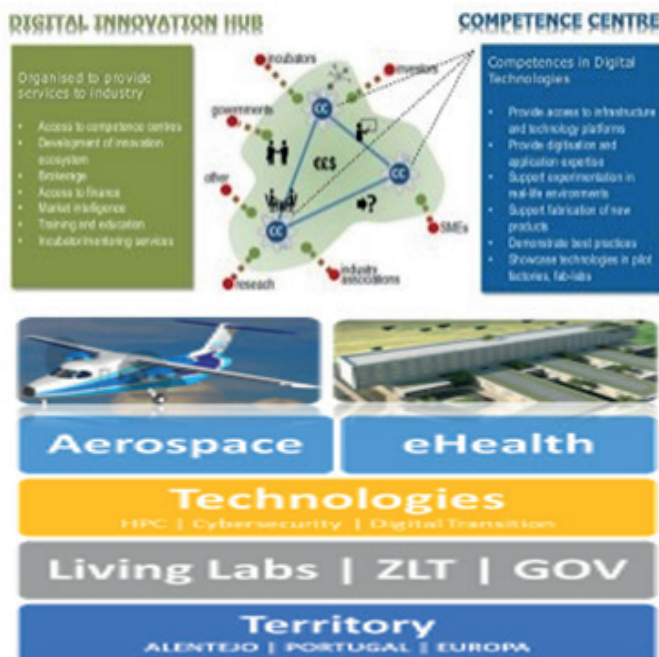 DIGITAL INNOVATION HUB
COMPETENCE CENTRE
Organised to provide
services to industry
• Access to competence centres
• Development of innovation
ecosystem
• Brokerage
• Access to finance
• Market intelligence
• Training and education
• Incubator/mentoring services
incubators
investors
governments
CC
€£$
CC
other
CC
SMEs
industry
associations
reseach
Competences in Digital
Technologies
• Provide access to infrastructure
and technology platforms
• Provide digitisation and
application expertise
• Support experimentation in
real-life environments
• Support fabrication of new
products
• Demonstrate best practices
• Showcase technologies in pilot
factories, fab-labs
Aerospace
eHealth
Technologies
HPC | Cybersecurity | Digital Transition
Living Labs | ZLT | GOV
Territory
ALENTEJO | PORTUGAL | EUROPA